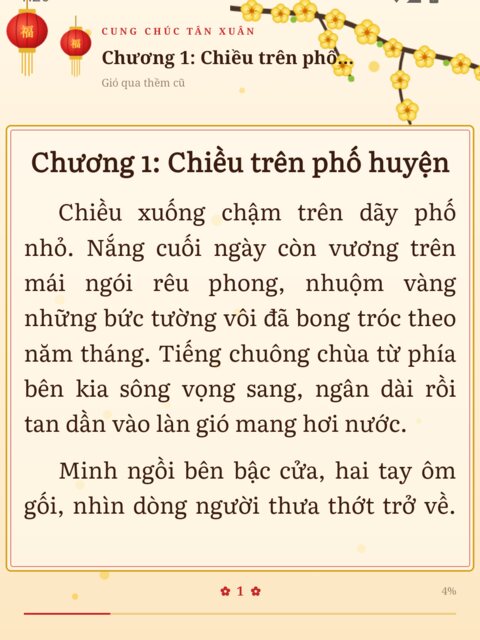 福
福
CUNG CHÚC TÂN XUÂN
Chương 1: Chiều trên phố...
Gió qua thềm cũ
Chương 1: Chiều trên phố huyện
Chiều xuống chậm trên dãy phố
nhỏ. Nắng cuối ngày còn vương trên
mái ngói rêu phong, nhuộm vàng
những bức tường vôi đã bong tróc theo
năm tháng. Tiếng chuông chùa từ phía
bên kia sông vọng sang, ngân dài rồi
tan dần vào làn gió mang hơi nước.
Minh ngồi bên bậc cửa, hai tay ôm
gối, nhìn dòng người thưa thớt trở về.
1
4%